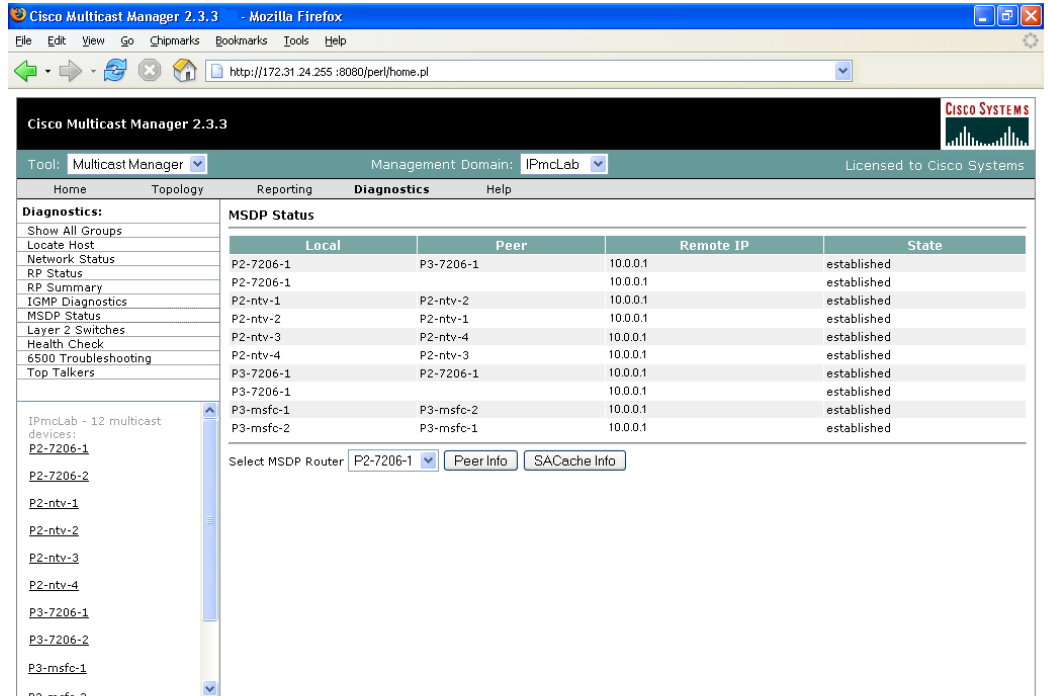 Cisco Multicast Manager 2.3.3 - Mozilla Firefox
File Edit View Go Chipmarks Bookmarks Tools Help
http://172.31.24.255 :8080/perl/home.pl
Cisco Multicast Manager 2.3.3
CISCO SYSTEMS
Tool: Multicast Manager Management Domain: IPmcLab Licensed to Cisco Systems
Home Topology Reporting Diagnostics Help
Diagnostics:
Show All Groups
Locate Host
Network Status
RP Status
RP Summary
IGMP Diagnostics
MSDP Status
Layer 2 Switches
Health Check
6500 Troubleshooting
Top Talkers
IPmcLab - 12 multicast
devices:
P2-7206-1
P2-7206-2
P2-ntv-1
P2-ntv-2
P2-ntv-3
P2-ntv-4
P3-7206-1
P3-7206-2
P3-msfc-1
MSDP Status
Local Peer Remote IP State
P2-7206-1 P3-7206-1 10.0.0.1 established
P2-7206-1 10.0.0.1 established
P2-ntv-1 P2-ntv-2 10.0.0.1 established
P2-ntv-2 P2-ntv-1 10.0.0.1 established
P2-ntv-3 P2-ntv-4 10.0.0.1 established
P2-ntv-4 P2-ntv-3 10.0.0.1 established
P3-7206-1 P2-7206-1 10.0.0.1 established
P3-7206-1 10.0.0.1 established
P3-msfc-1 P3-msfc-2 10.0.0.1 established
P3-msfc-2 P3-msfc-1 10.0.0.1 established
Select MSDP Router P2-7206-1 Peer Info SACache Info